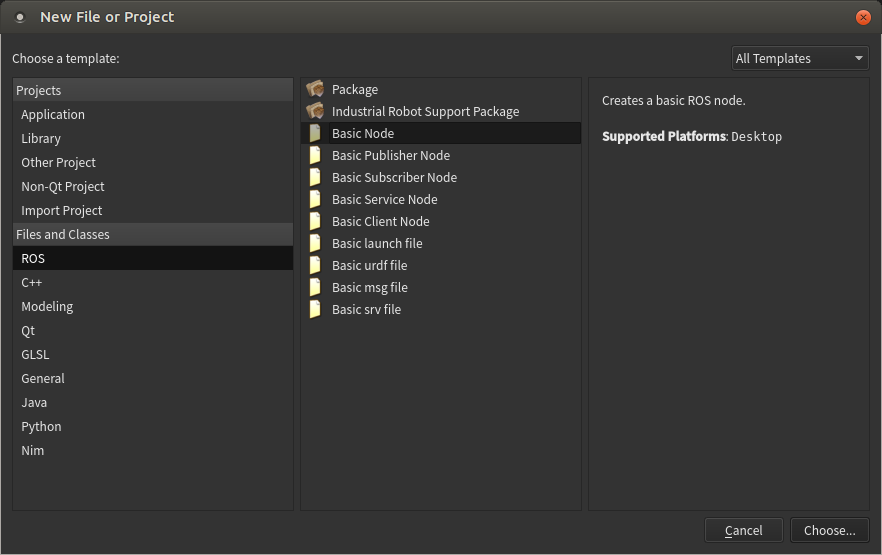 New File or Project
Choose a template:
All Templates
Projects
Application
Library
Other Project
Non-Qt Project
Import Project
Files and Classes
ROS
C++
Modeling
Qt
GLSL
General
Java
Python
Nim
Package
Industrial Robot Support Package
Basic Node
Basic Publisher Node
Basic Subscriber Node
Basic Service Node
Basic Client Node
Basic launch file
Basic urdf file
Basic msg file
Basic srv file
Creates a basic ROS node.
Supported Platforms: Desktop
Cancel
Choose...